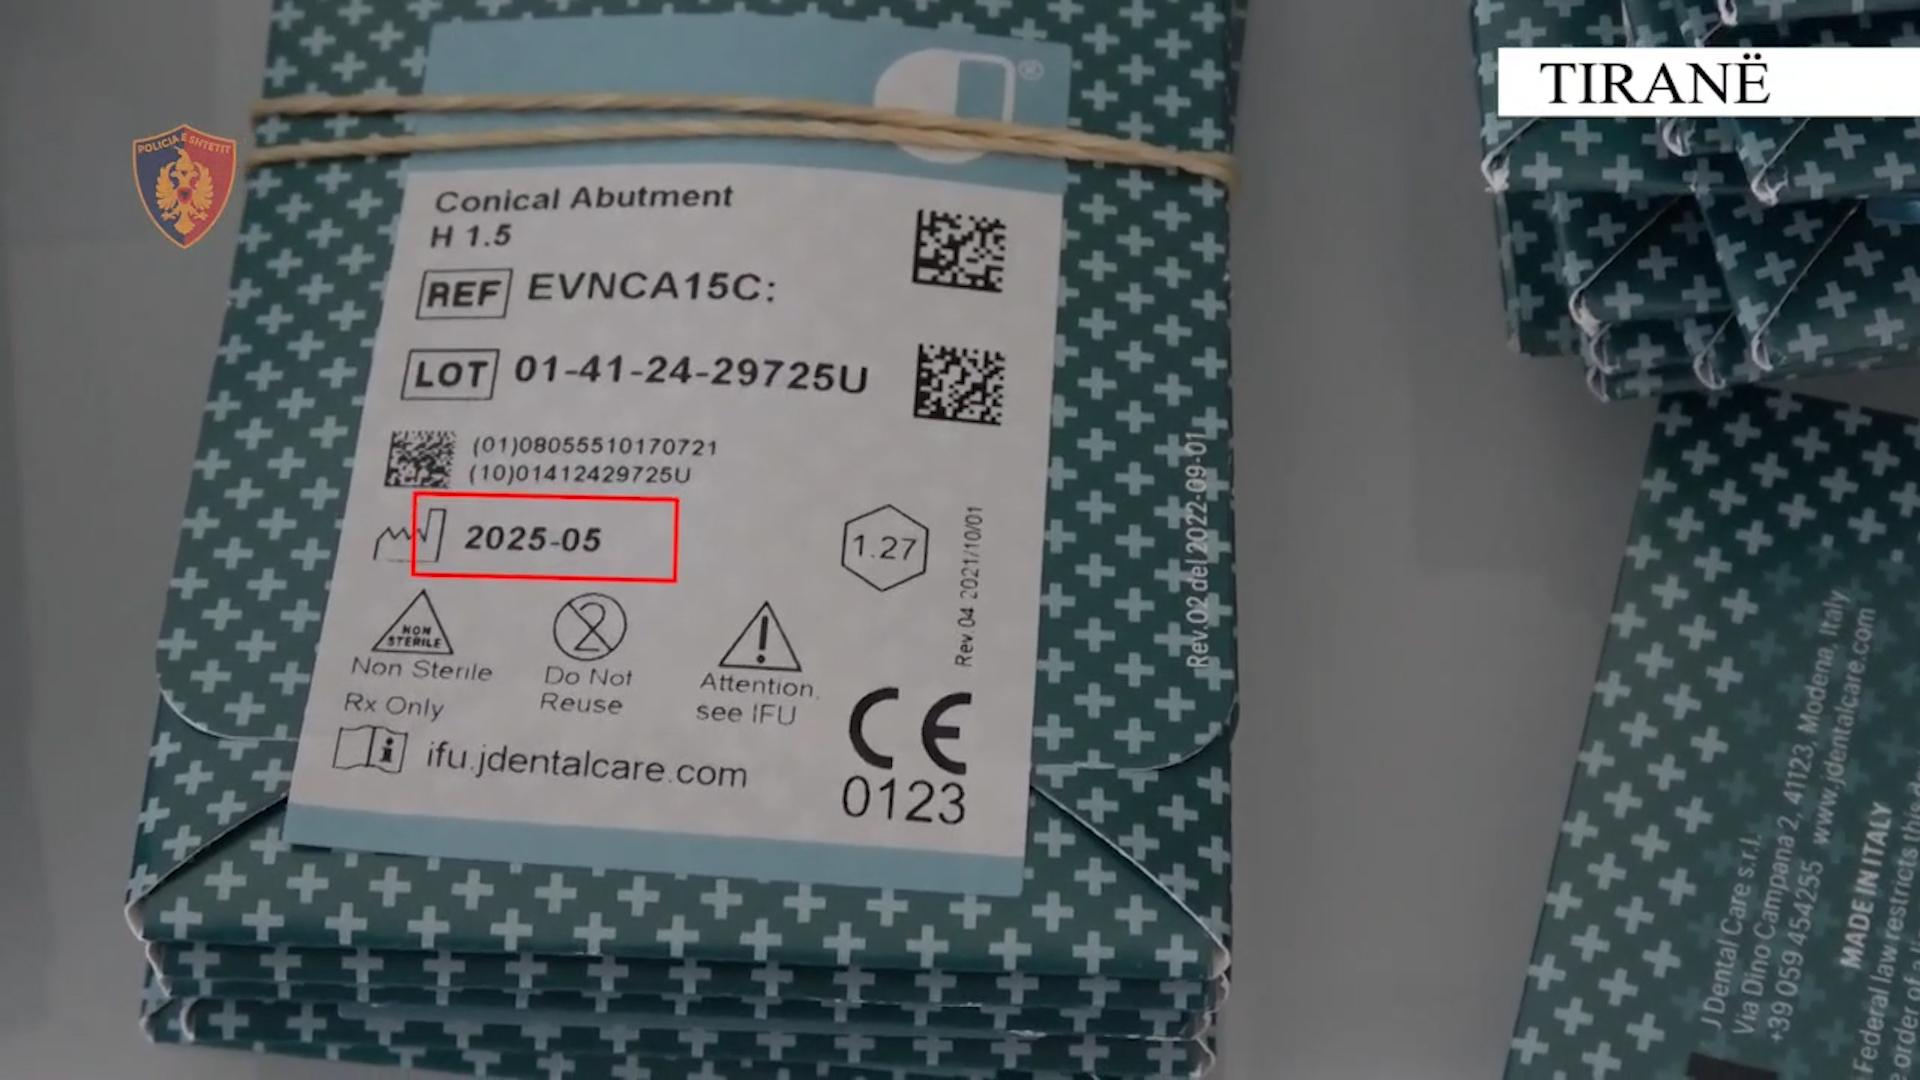 TIRANË
POLICIA E SHTETIT
®
Conical Abutment
H 1.5
REF EVNCA15C:
LOT 01-41-24-29725U
(01)08055510170721
(10)01412429725U
2025-05
1.27
Rev.04 2021/10/01
Rev.02 del 2022-09-01
NON STERILE
Non Sterile
2
Do Not
Reuse
Attention,
see IFU
Rx Only
ifu.jdentalcare.com
CE
0123
J Dental Care s.r.l.
Via Dino Campana 2, 41123, Modena, Italy
+39 059 454255 www.jdentalcare.com
MADE IN ITALY
Federal law restricts this
order of a